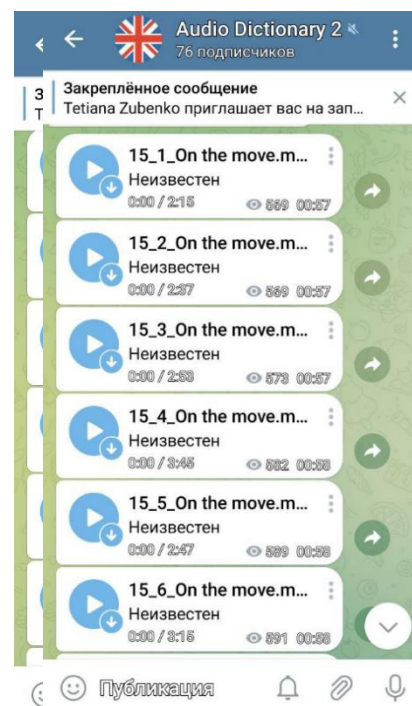 Audio Dictionary 2
76 подписчиков
Закреплённое сообщение
Tetiana Zubenko приглашает вас на зап...
З
Т
15_1_On the move.m...
Неизвестен
0:00 / 2:15 569 00:57
15_2_On the move.m...
Неизвестен
0:00 / 2:37 569 00:57
15_3_On the move.m...
Неизвестен
0:00 / 2:53 573 00:57
15_4_On the move.m...
Неизвестен
0:00 / 3:45 582 00:58
15_5_On the move.m...
Неизвестен
0:00 / 2:47 589 00:58
15_6_On the move.m...
Неизвестен
0:00 / 3:15 591 00:58
Публикация